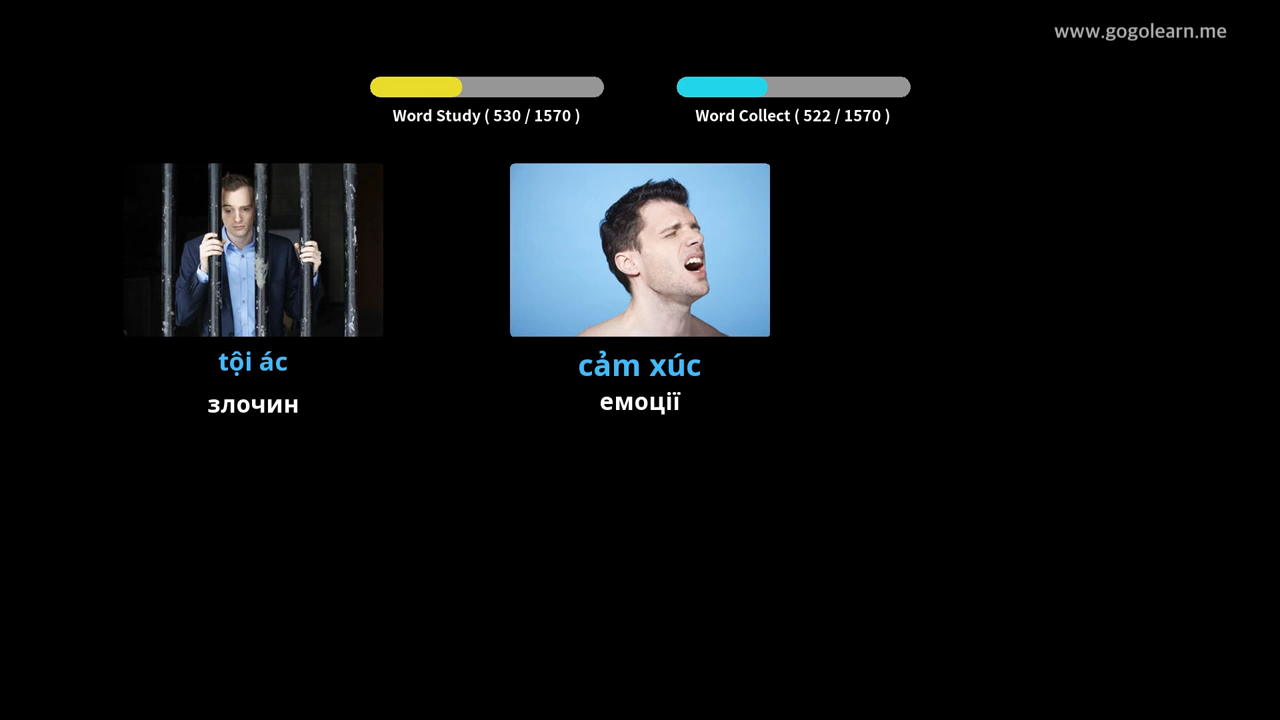 www.gogolearn.me
Word Study ( 530 / 1570 )
Word Collect ( 522 / 1570 )
tội ác
злочин
cảm xúc
емоції